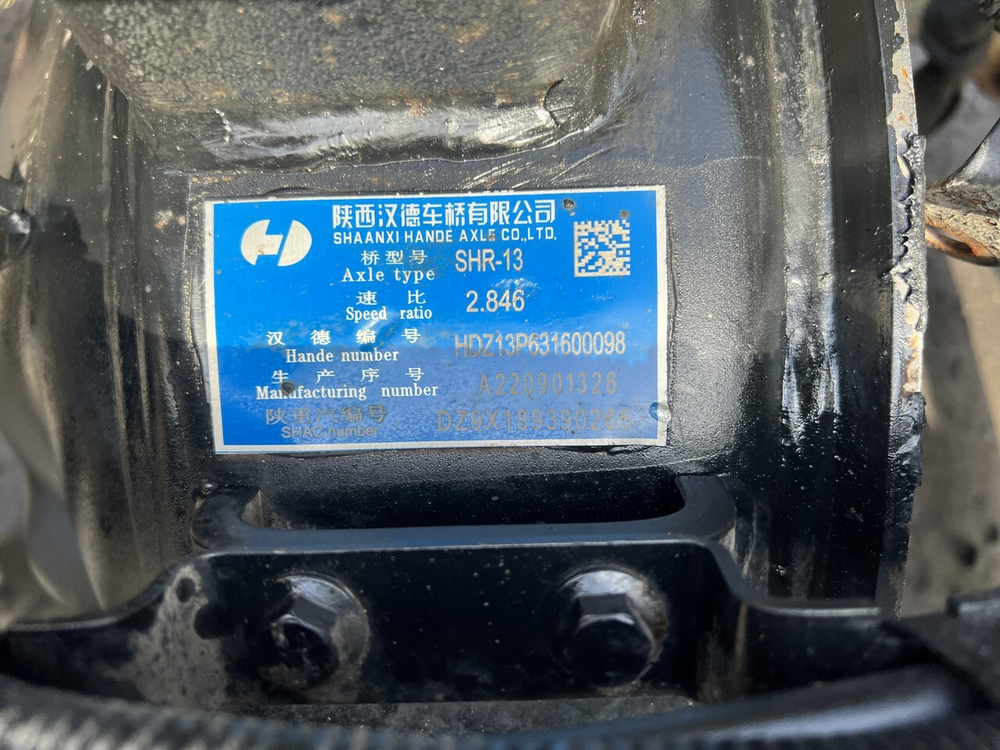 陕西汉德车桥有限公司
SHAANXI HANDE AXLE CO.,LTD.
桥型号 SHR-13
Axle type
速 比 2.846
Speed ratio
汉德编号 HDZ13P631600098
Hande number
生产序号 A220901326
Manufacturing number
陕重汽编号
SHAC number